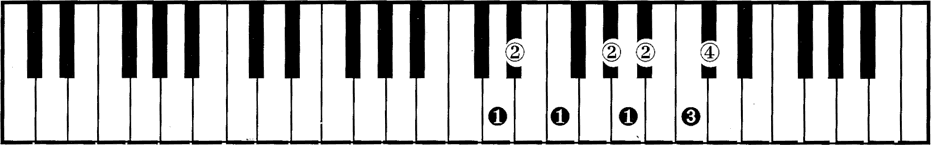 ② ② ② ④
❶ ❶ ❶ ❸